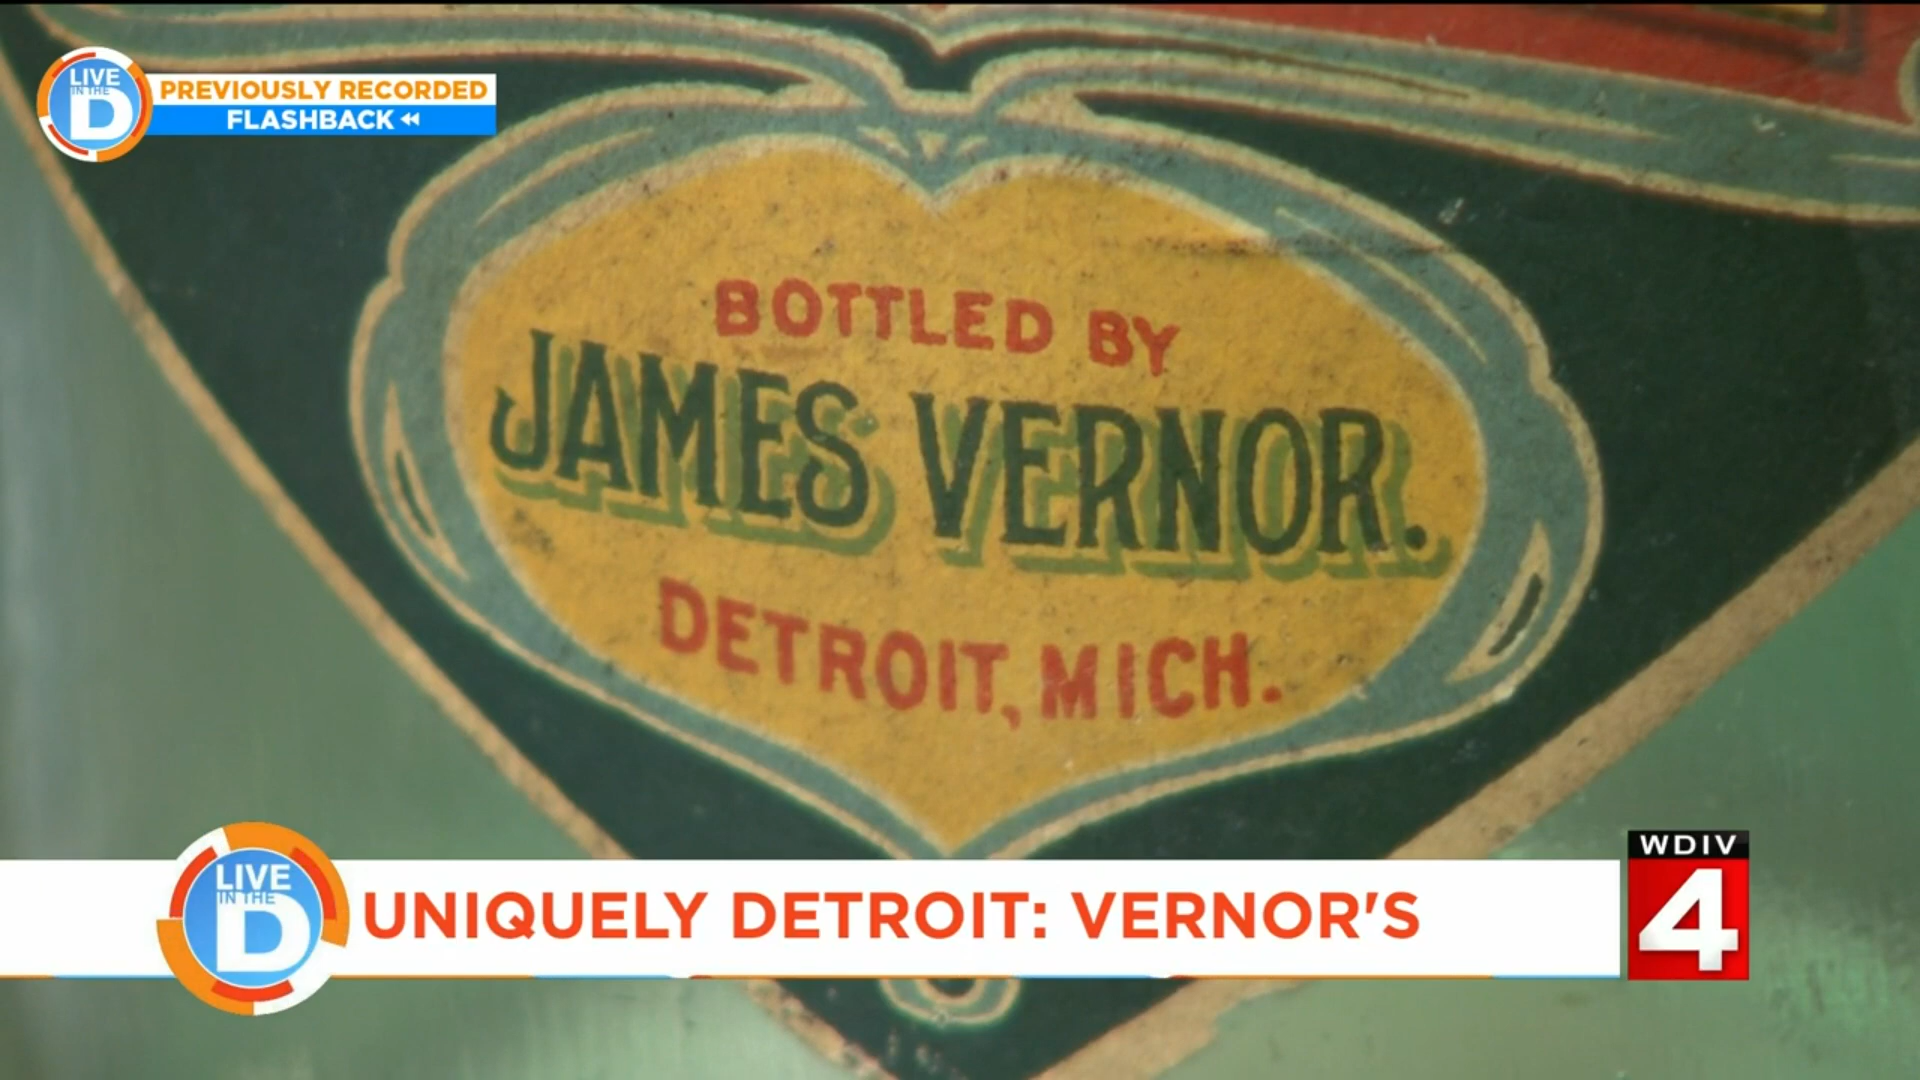 LIVE
IN THE
D
PREVIOUSLY RECORDED
FLASHBACK
BOTTLED BY
JAMES VERNOR.
DETROIT, MICH.
LIVE
IN THE
D
UNIQUELY DETROIT: VERNOR'S
WDIV
4